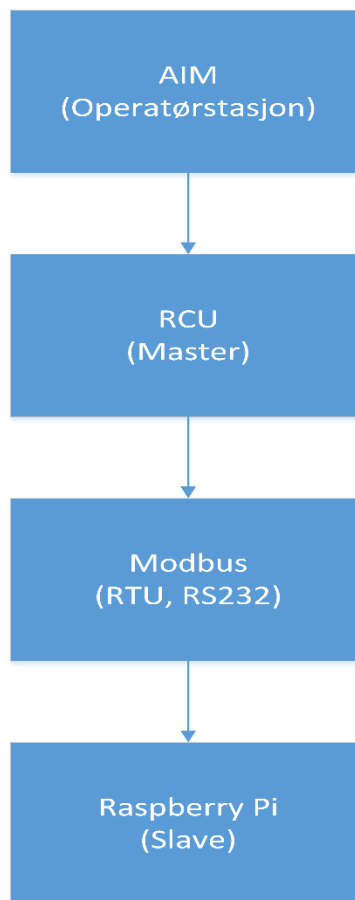 AIM
(Operatørstasjon)
RCU
(Master)
Modbus
(RTU, RS232)
Raspberry Pi
(Slave)